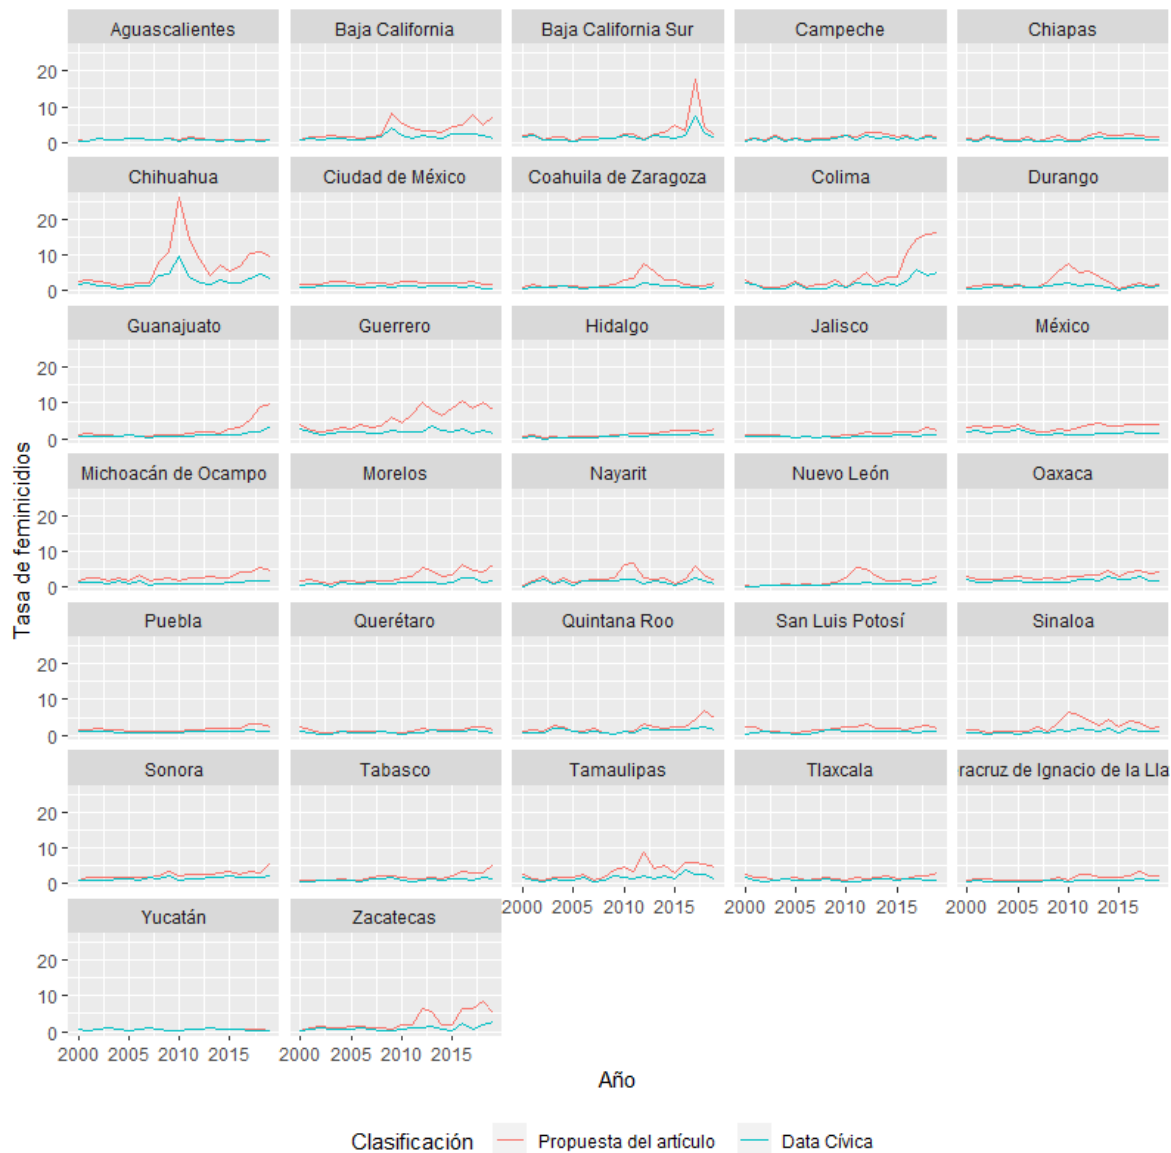 Aguascalientes Baja California Baja California Sur Campeche Chiapas
20
10
0
Chihuahua Ciudad de México Coahuila de Zaragoza Colima Durango
20
10
0
Guanajuato Guerrero Hidalgo Jalisco México
20
10
0
Michoacán de Ocampo Morelos Nayarit Nuevo León Oaxaca
20
10
0
Tasa de feminicidios
Puebla Querétaro Quintana Roo San Luis Potosí Sinaloa
20
10
0
Sonora Tabasco Tamaulipas Tlaxcala racruz de Ignacio de la Lla
20
10
0
2000 2005 2010 2015 2000 2005 2010 2015 2000 2005 2010 2015
Yucatán Zacatecas
20
10
0
2000 2005 2010 2015 2000 2005 2010 2015
Año
Clasificación Propuesta del artículo Data Cívica